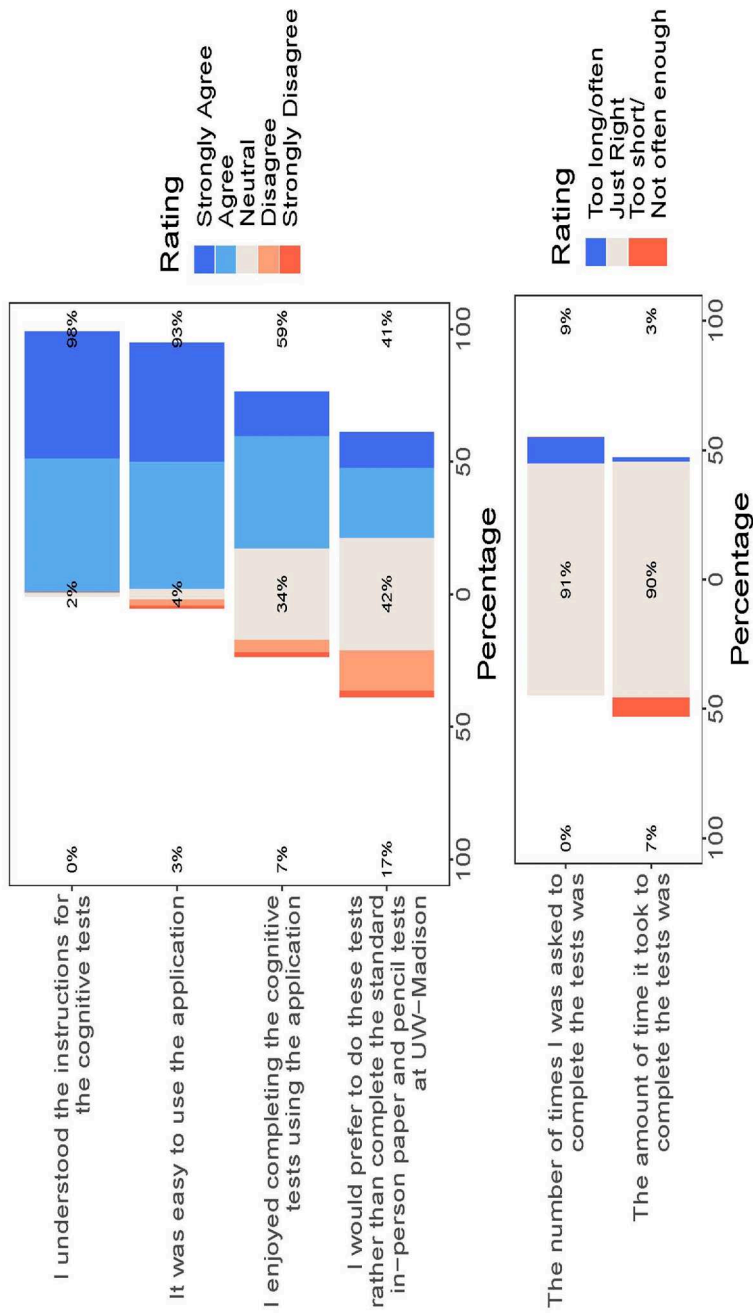 I understood the instructions for
the cognitive tests
0%
2%
98%
It was easy to use the application
3%
4%
93%
I enjoyed completing the cognitive
tests using the application
7%
34%
59%
I would prefer to do these tests
rather than complete the standard
in−person paper and pencil tests
at UW−Madison
17%
42%
41%
100
50
0
50
100
Percentage
Rating
Strongly Agree
Agree
Neutral
Disagree
Strongly Disagree
The number of times I was asked to
complete the tests was
0%
91%
9%
The amount of time it took to
complete the tests was
7%
90%
3%
100
50
0
50
100
Percentage
Rating
Too long/often
Just Right
Too short/
Not often enough